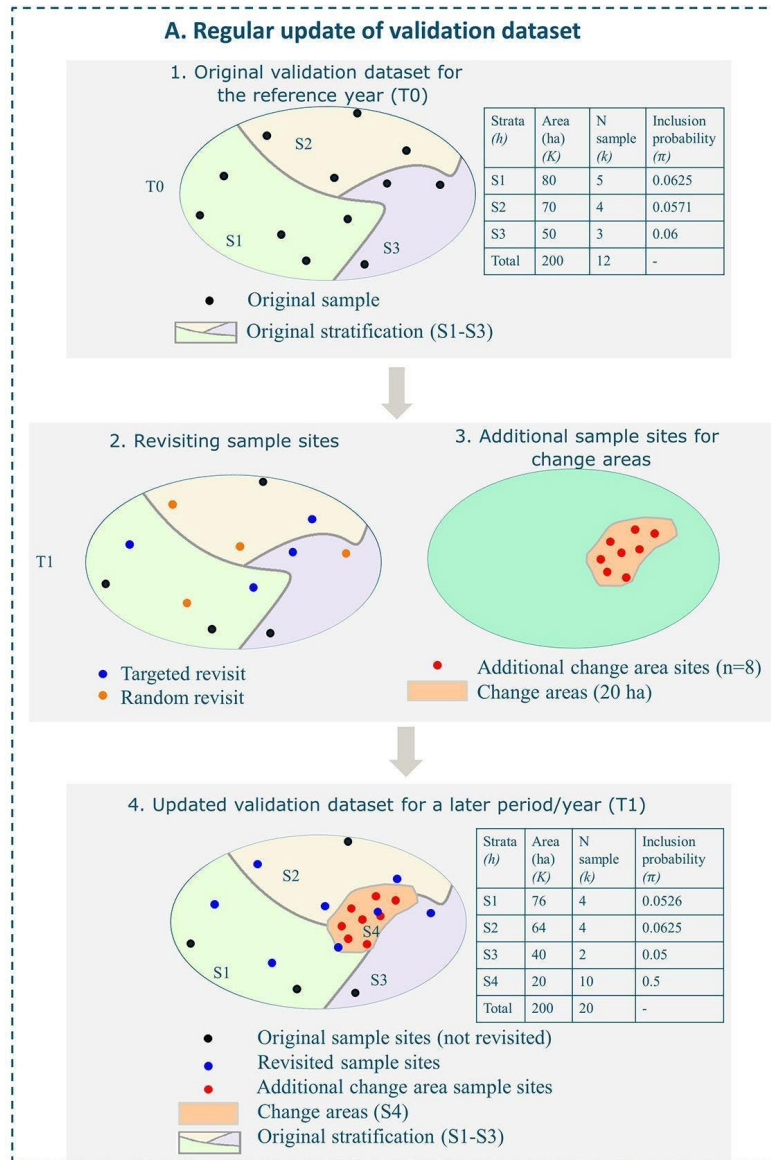 A. Regular update of validation dataset
1. Original validation dataset for
the reference year (T0)
T0
S2
S1
S3
Strata Area N Inclusion
(h) (ha) sample probability
(K) (k) (π)
S1 80 5 0.0625
S2 70 4 0.0571
S3 50 3 0.06
Total 200 12 -
Original sample
Original stratification (S1-S3)
2. Revisiting sample sites
3. Additional sample sites for
change areas
T1
Targeted revisit
Random revisit
Additional change area sites (n=8)
Change areas (20 ha)
4. Updated validation dataset for a later period/year (T1)
S2
S4
S1
S3
Strata Area N Inclusion
(h) (ha) sample probability
(K) (k) (π)
S1 76 4 0.0526
S2 64 4 0.0625
S3 40 2 0.05
S4 20 10 0.5
Total 200 20 -
Original sample sites (not revisited)
Revisited sample sites
Additional change area sample sites
Change areas (S4)
Original stratification (S1-S3)